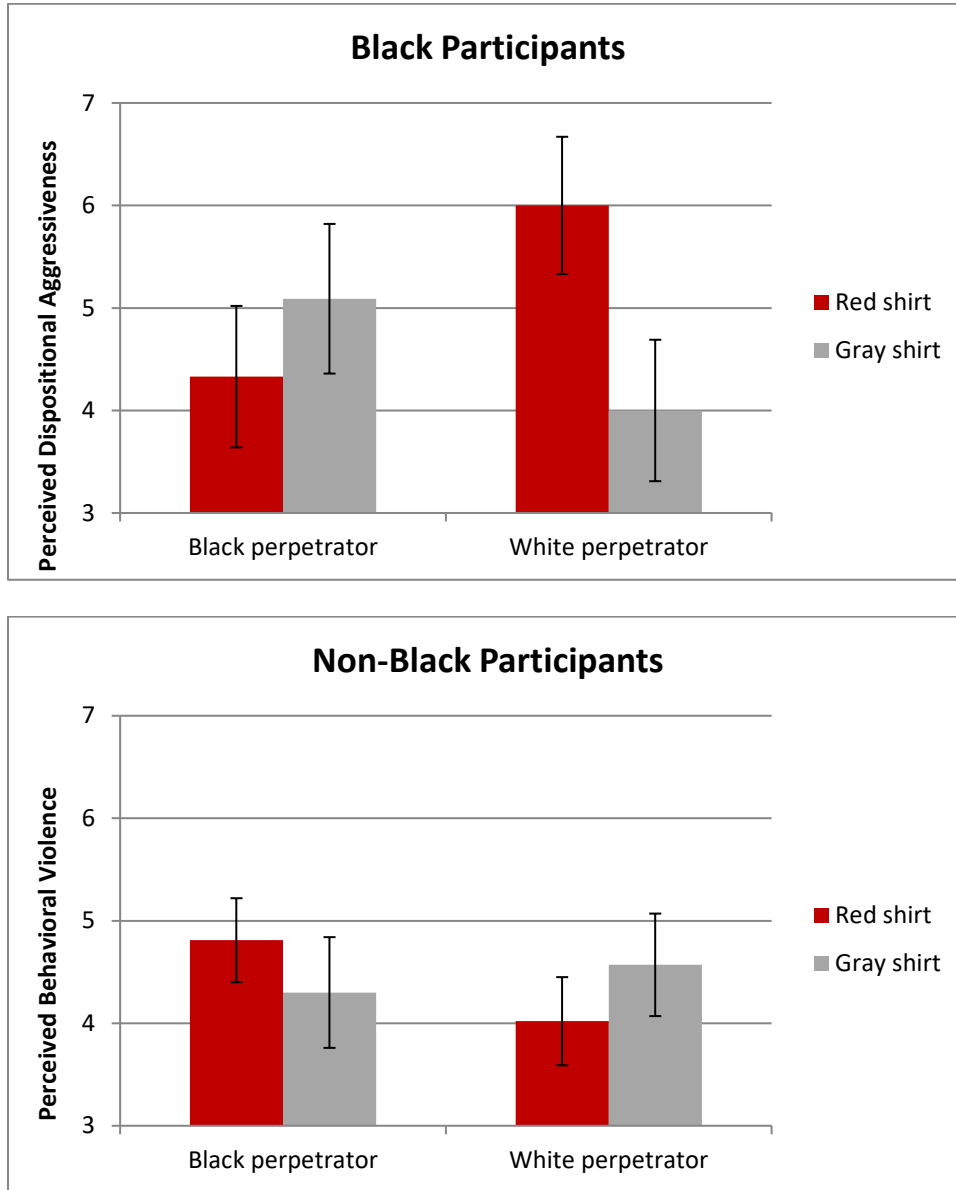 Black Participants
Perceived Dispositional Aggressiveness
7
6
5
4
3
Black perpetrator
White perpetrator
Red shirt
Gray shirt
Non-Black Participants
Perceived Behavioral Violence
7
6
5
4
3
Black perpetrator
White perpetrator
Red shirt
Gray shirt